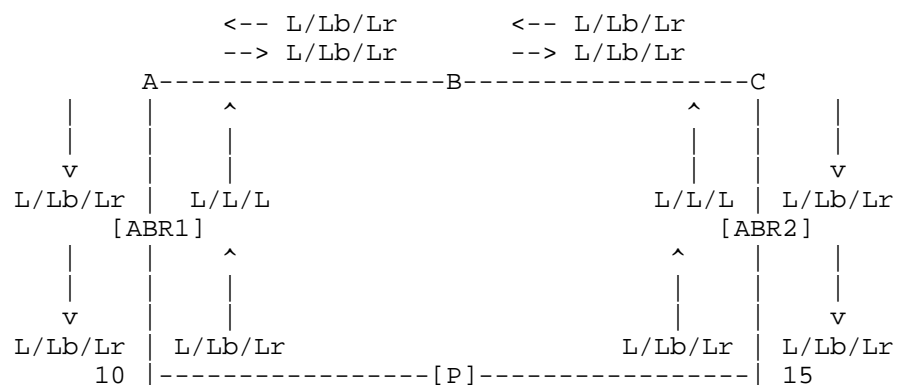 <-- L/Lb/Lr <-- L/Lb/Lr
--> L/Lb/Lr --> L/Lb/Lr
A------------------B------------------C
| | ^ ^ | |
| | | | | |
v | | | | v
L/Lb/Lr | L/L/L L/L/L | L/Lb/Lr
[ABR1] [ABR2]
| | ^ ^ | |
| | | | | |
v | | | | v
L/Lb/Lr | L/Lb/Lr L/Lb/Lr | L/Lb/Lr
10 |-----------------[P]-----------------| 15